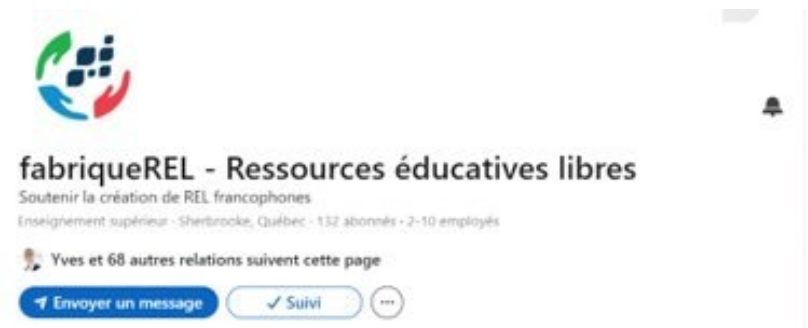 fabriqueREL - Ressources éducatives libres
Soutenir la création de REL francophones
Enseignement supérieur · Sherbrooke, Québec · 132 abonnés · 2-10 employés
Yves et 68 autres relations suivent cette page
Envoyer un message
Suivi